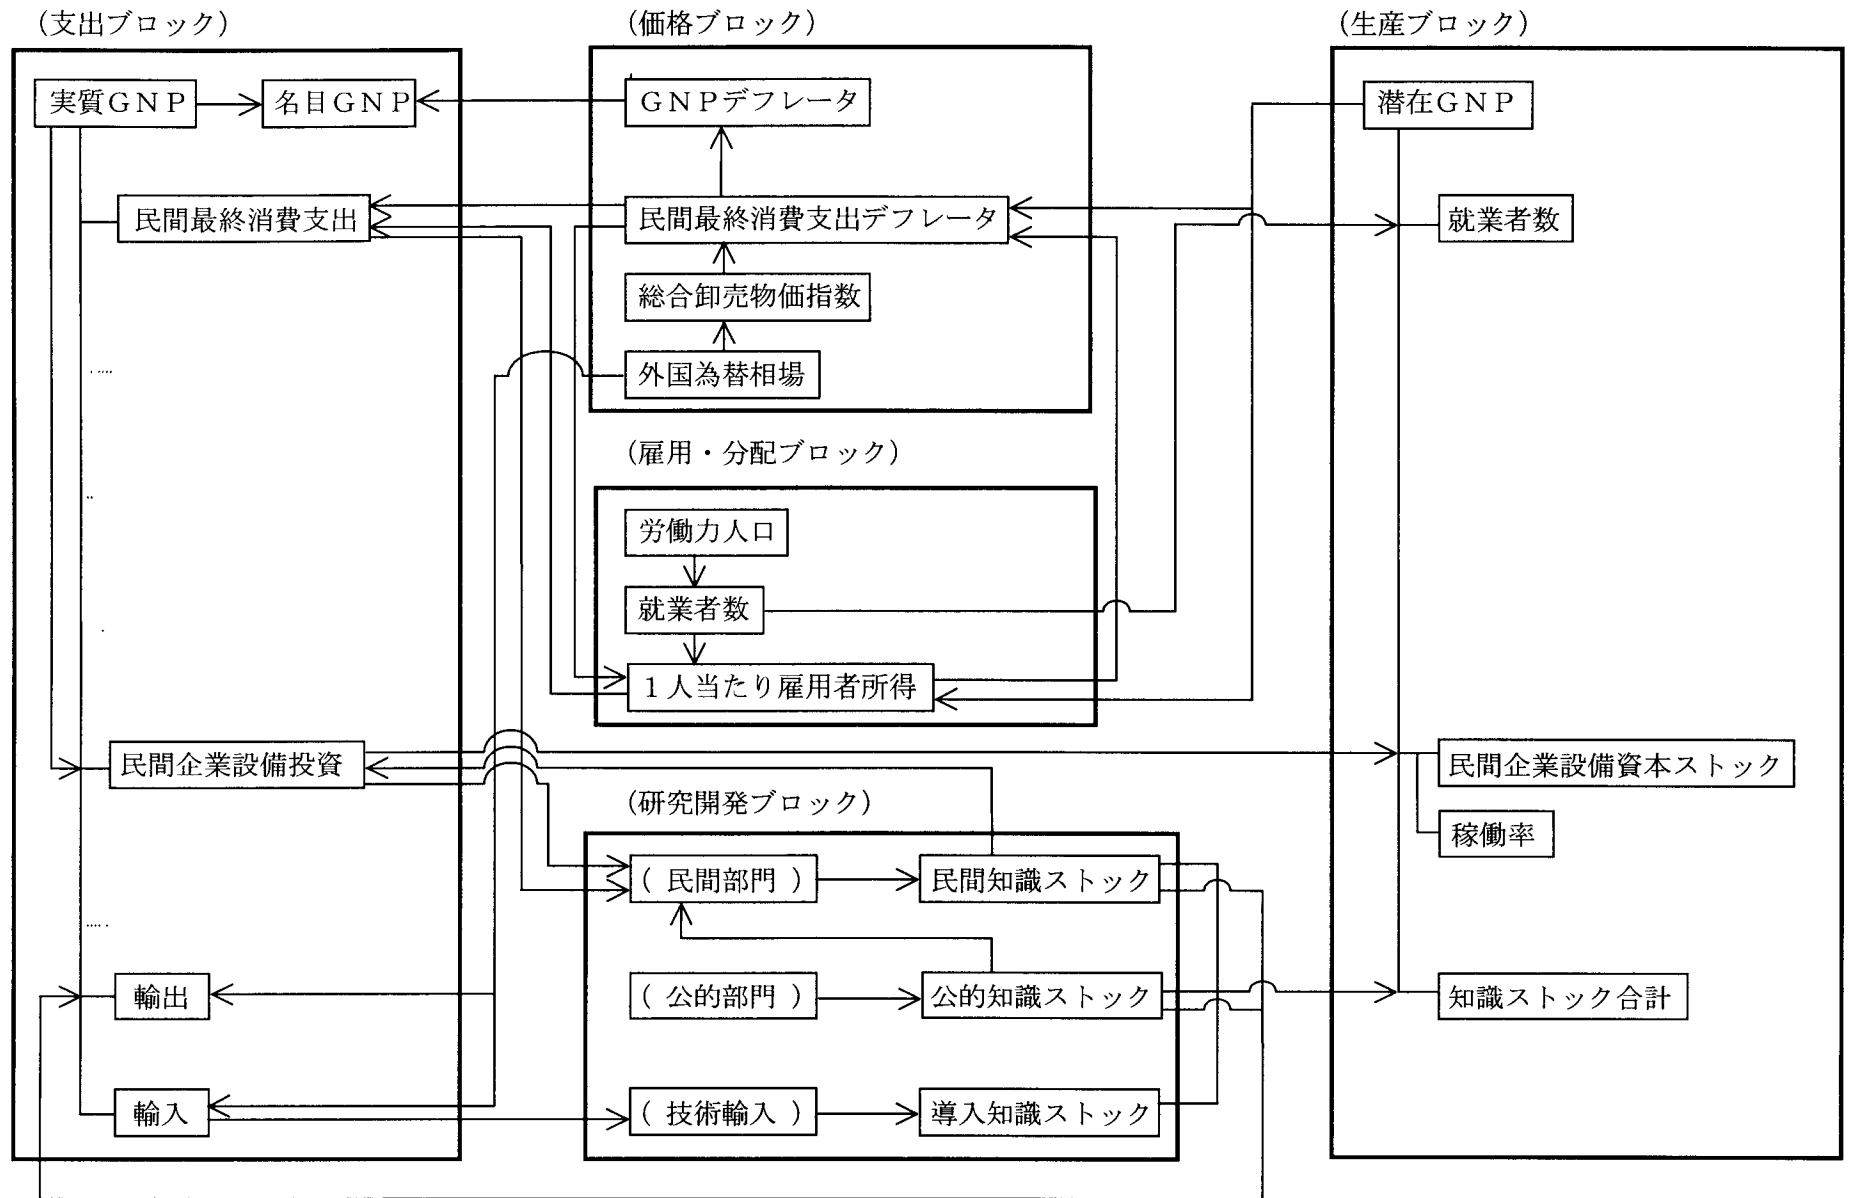 （支出ブロック）
実質ＧＮＰ
名目ＧＮＰ
民間最終消費支出
民間企業設備投資
輸出
輸入
（価格ブロック）
ＧＮＰデフレータ
民間最終消費支出デフレータ
総合卸売物価指数
外国為替相場
（雇用・分配ブロック）
労働力人口
就業者数
１人当たり雇用者所得
（研究開発ブロック）
（ 民間部門 ）
民間知識ストック
（ 公的部門 ）
公的知識ストック
（ 技術輸入 ）
導入知識ストック
（生産ブロック）
潜在ＧＮＰ
就業者数
民間企業設備資本ストック
稼働率
知識ストック合計